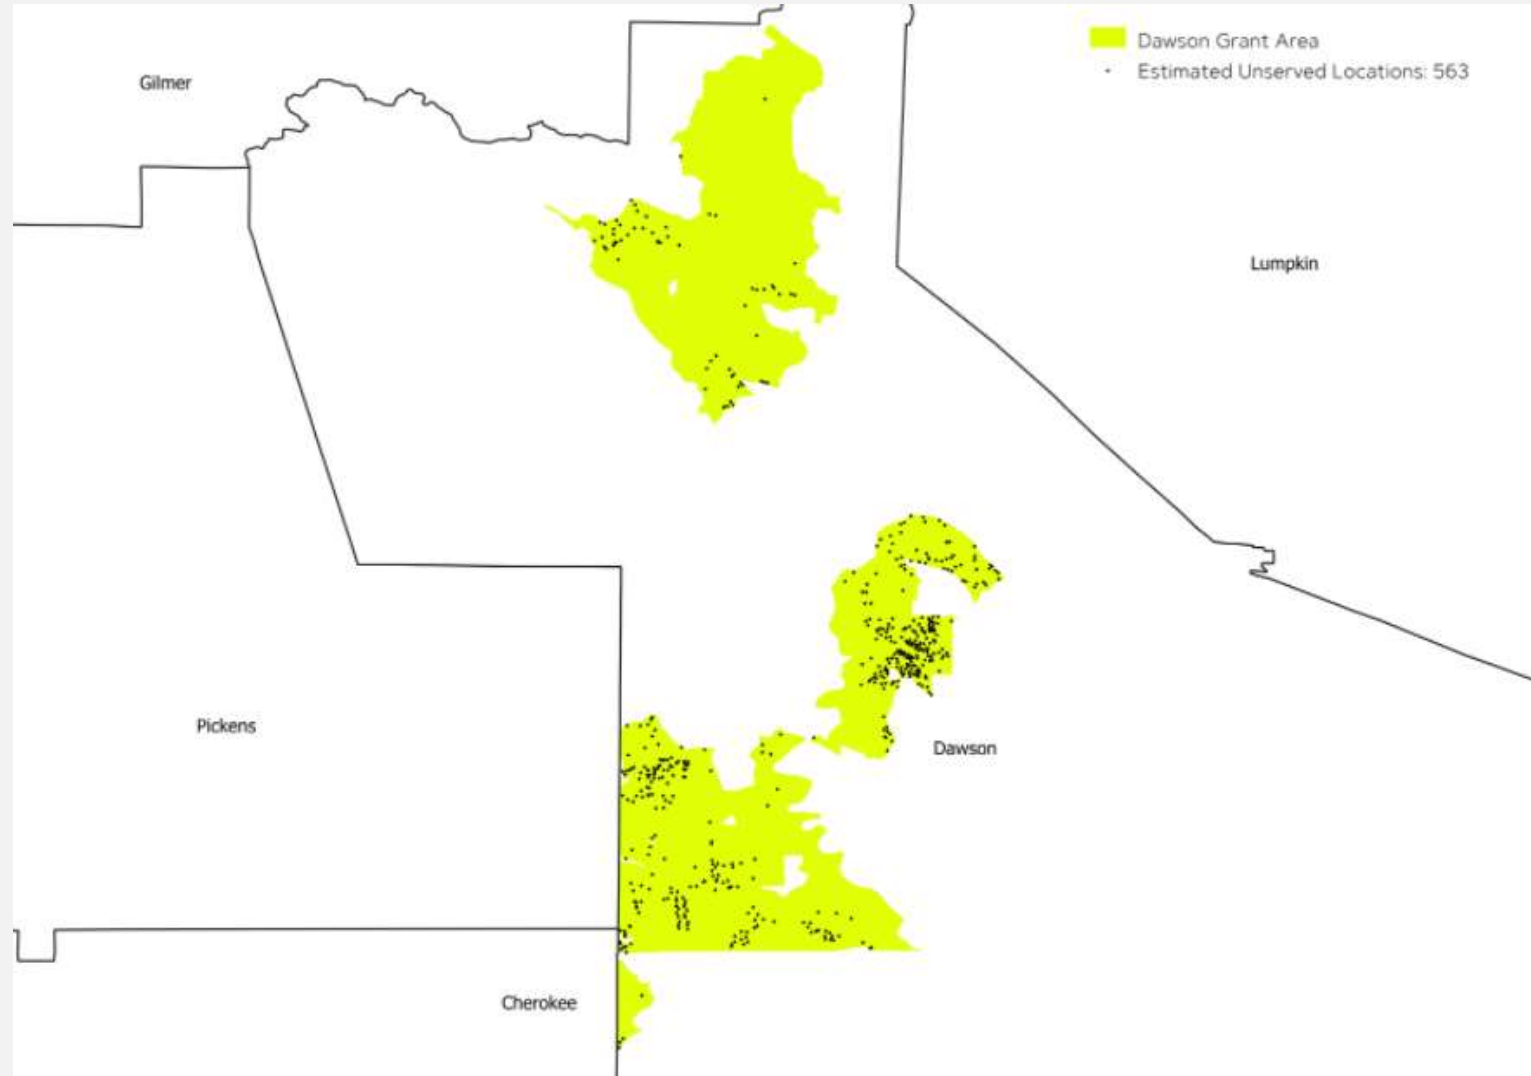 Dawson Grant Area
Estimated Unserved Locations: 563
Gilmer
Lumpkin
Pickens
Dawson
Cherokee